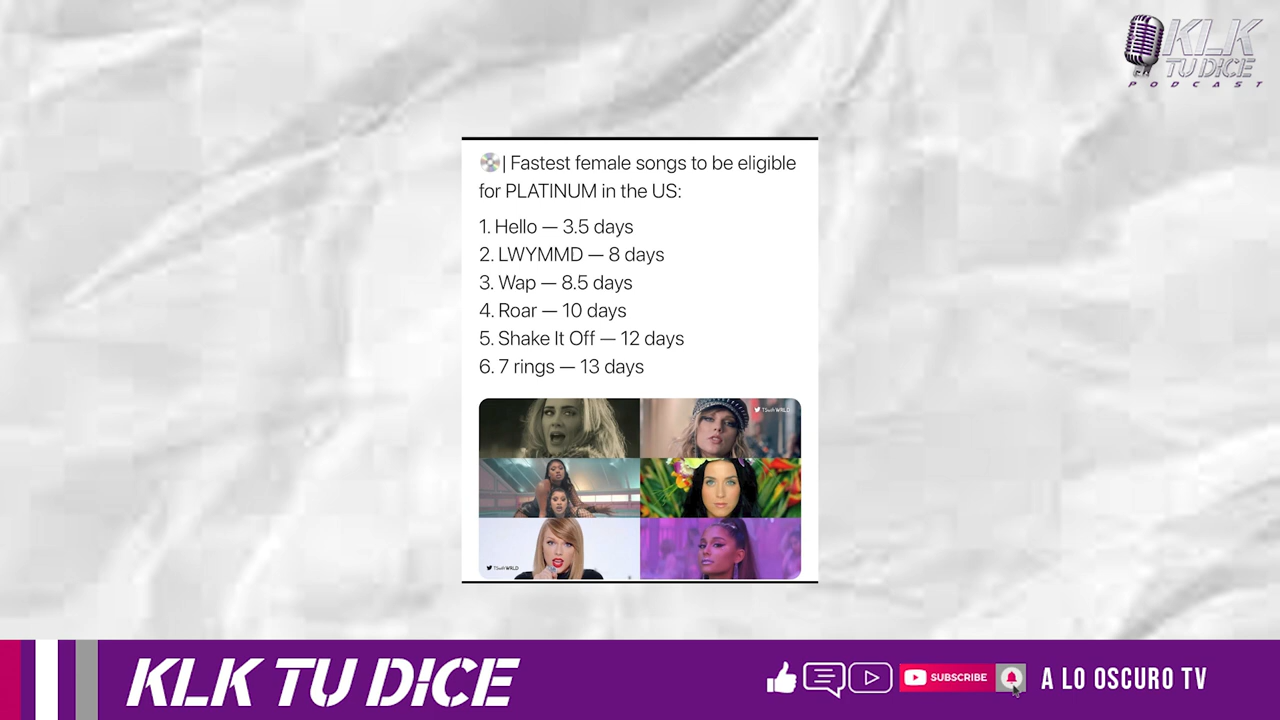 KLK
TU DICE
PODCAST
| Fastest female songs to be eligible
for PLATINUM in the US:
1. Hello — 3.5 days
2. LWYMMD — 8 days
3. Wap — 8.5 days
4. Roar — 10 days
5. Shake It Off — 12 days
6. 7 rings — 13 days
TSwiftWRLD
TSwiftWRLD
KLK TU DICE
SUBSCRIBE
A LO OSCURO TV